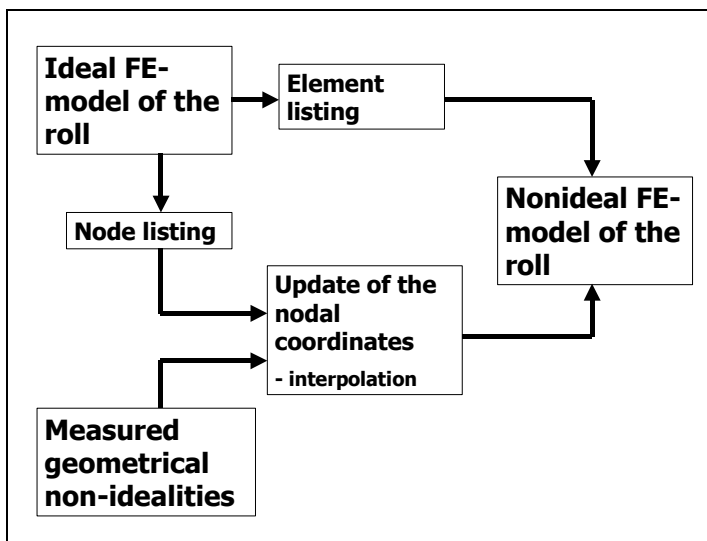 Ideal FE-
model of the
roll
Element
listing
Node listing
Nonideal FE-
model of the
roll
Update of the
nodal
coordinates
- interpolation
Measured
geometrical
non-idealities